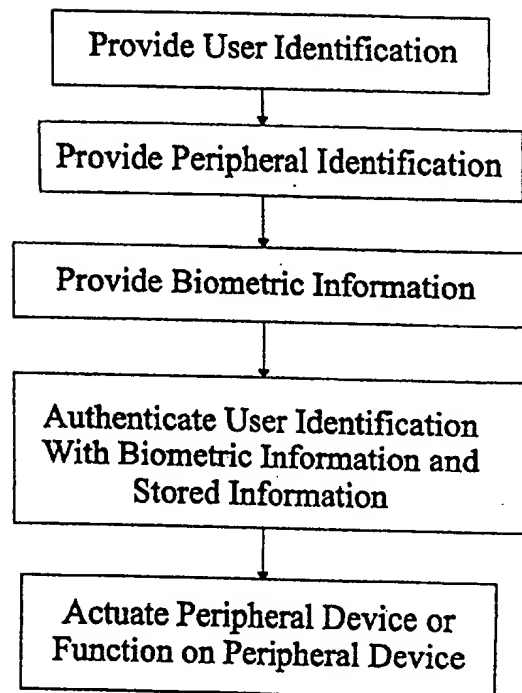 Provide User Identification
Provide Peripheral Identification
Provide Biometric Information
Authenticate User Identification
With Biometric Information and
Stored Information
Actuate Peripheral Device or
Function on Peripheral Device